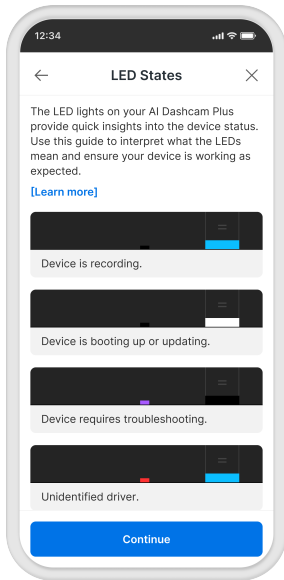 12:34
LED States
The LED lights on your AI Dashcam Plus
provide quick insights into the device status.
Use this guide to interpret what the LEDs
mean and ensure your device is working as
expected.
[Learn more]
Device is recording.
Device is booting up or updating.
Device requires troubleshooting.
Unidentified driver.
Continue